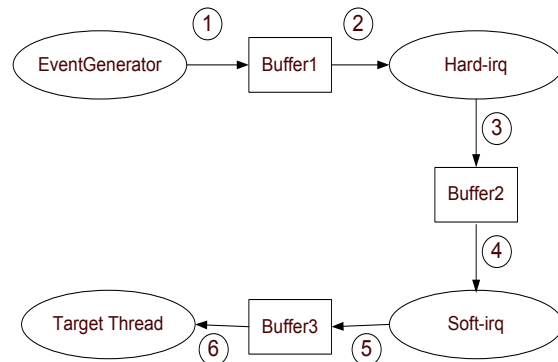 1
2
EventGenerator
Buffer1
Hard-irq
3
Buffer2
4
Target Thread
Buffer3
Soft-irq
6
5